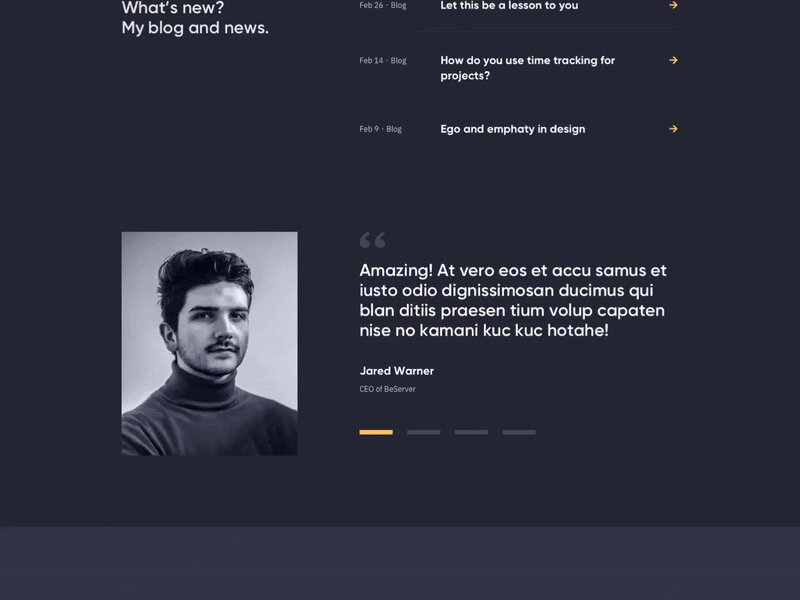 What's new?
My blog and news.
Feb 26 · Blog
Let this be a lesson to you
→
Feb 14 · Blog
How do you use time tracking for
projects?
→
Feb 9 · Blog
Ego and emphaty in design
→
“
Amazing! At vero eos et accu samus et
iusto odio dignissimosan ducimus qui
blan ditiis praesen tium volup capaten
nise no kamani kuc kuc hotahe!
Jared Warner
CEO of BeServer